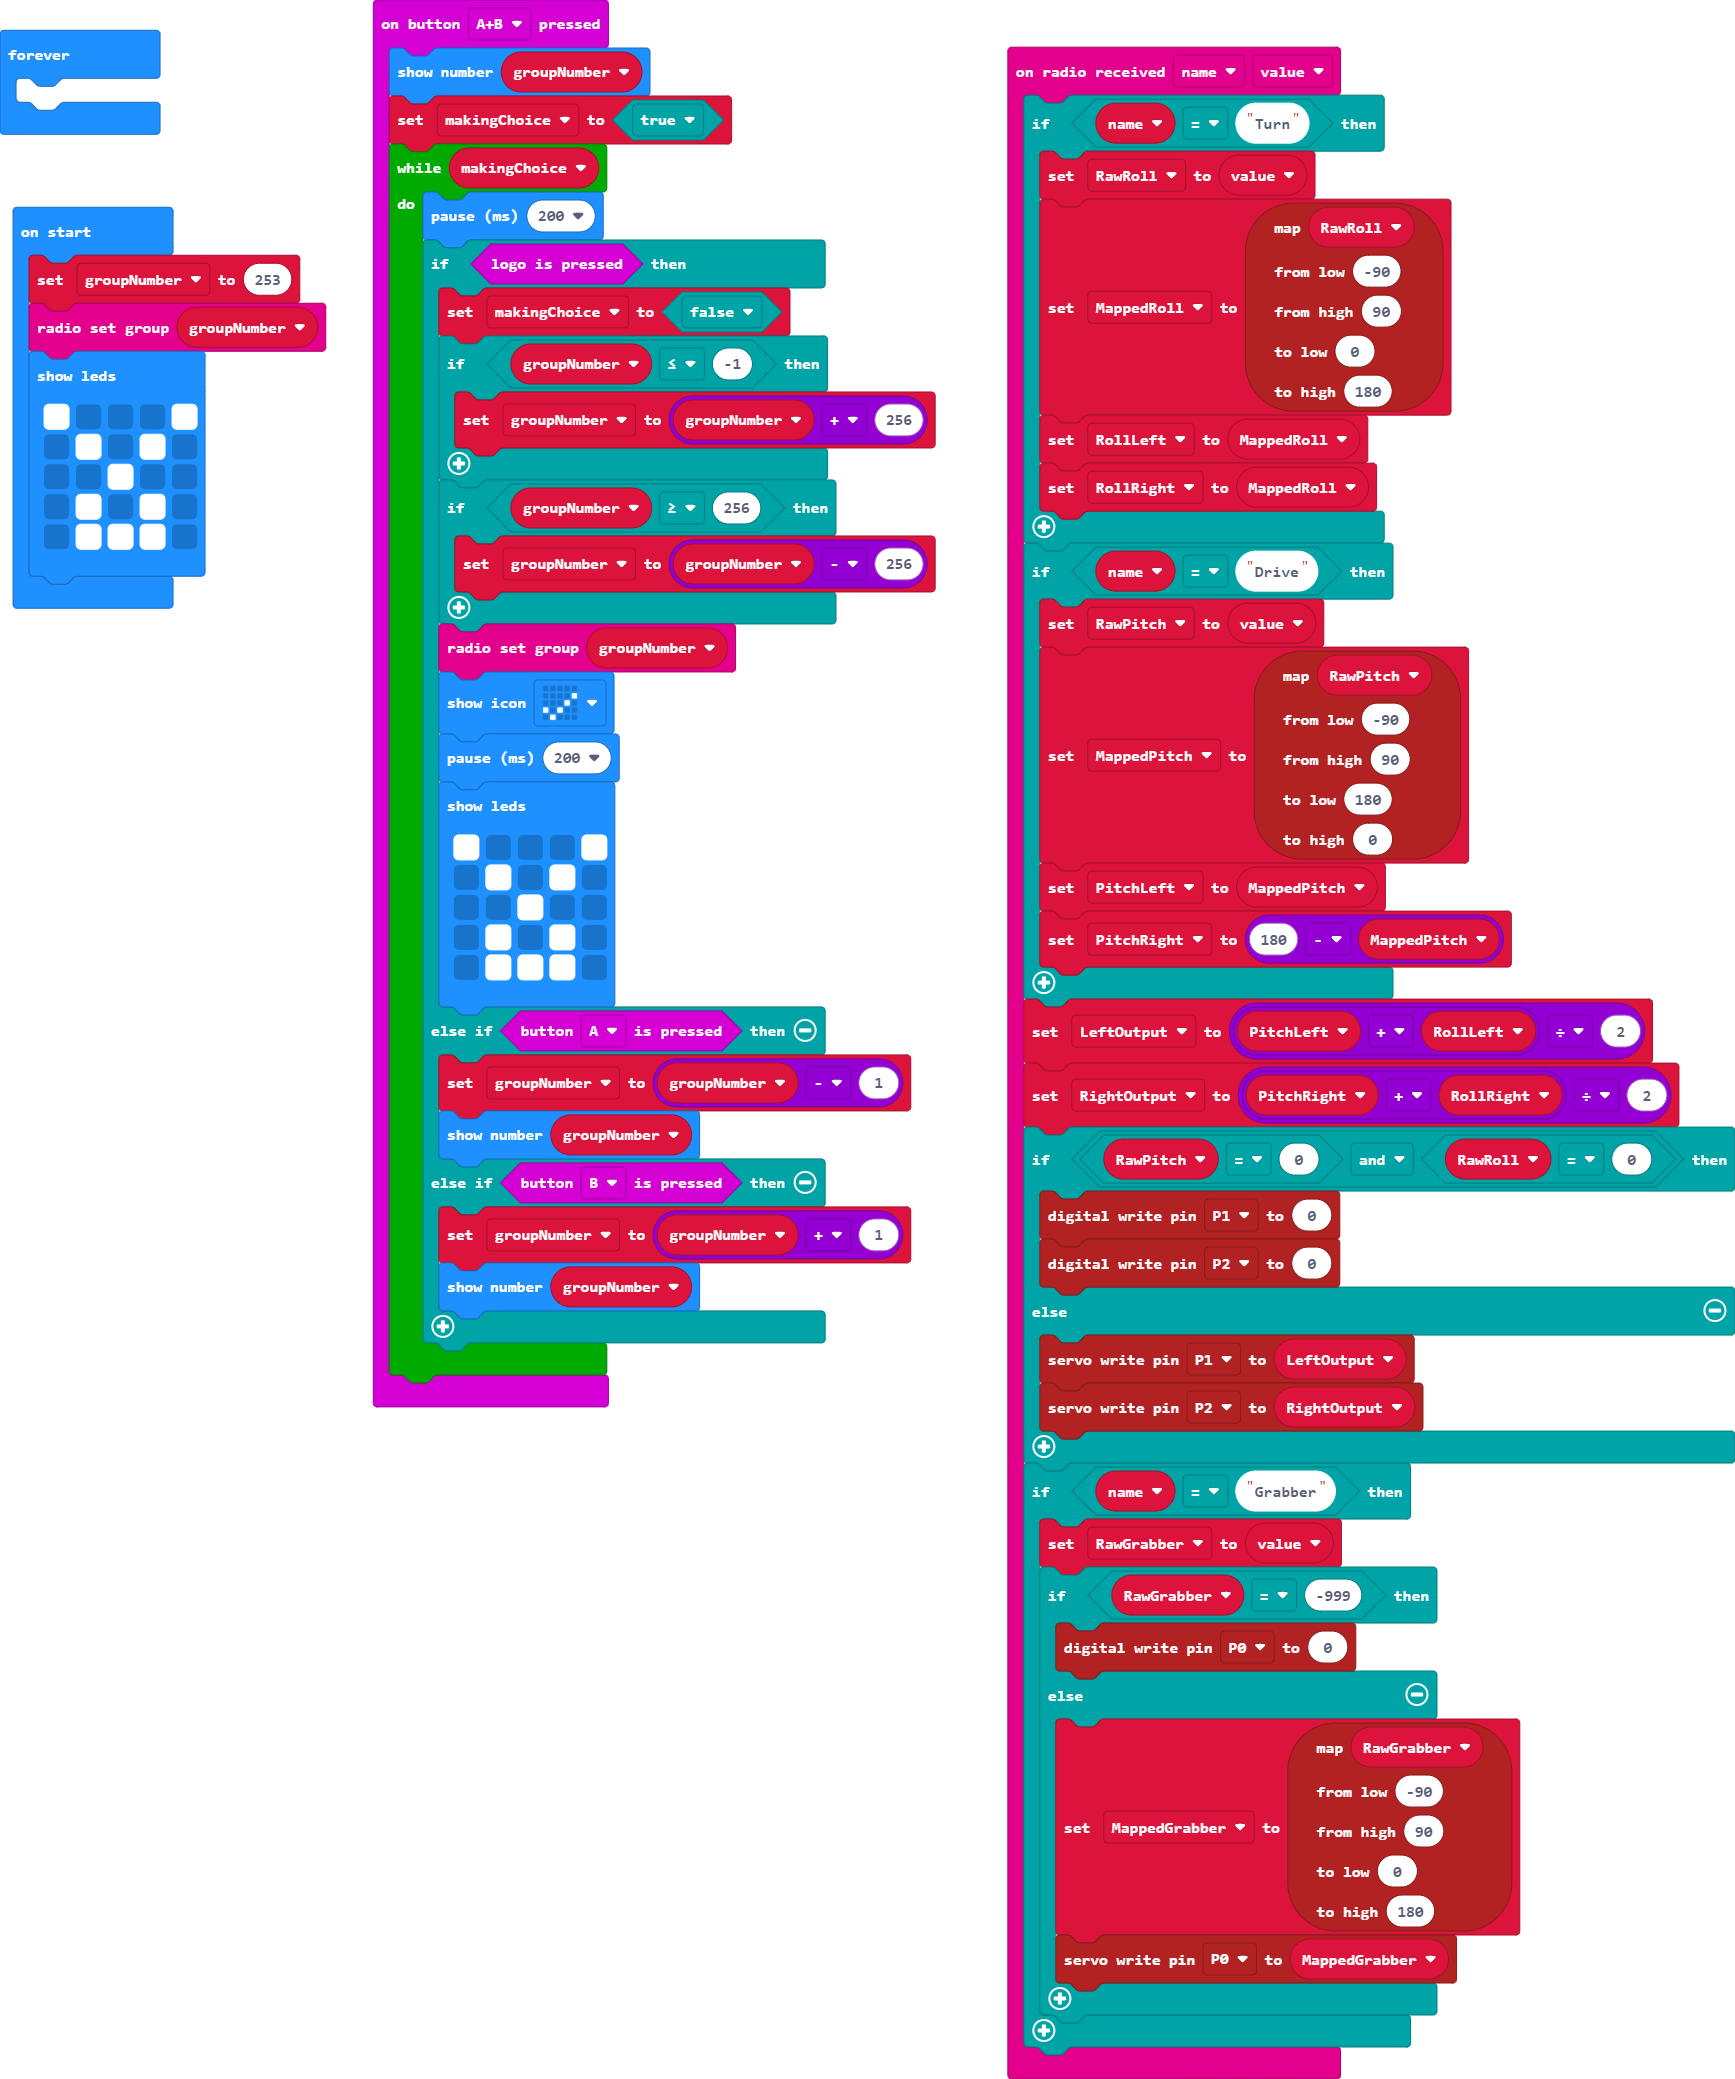 forever
on start
set groupNumber to 253
radio set group groupNumber
show leds
on button A+B pressed
show number groupNumber
set makingChoice to true
while makingChoice
do
pause (ms) 200
if logo is pressed then
set makingChoice to false
if groupNumber ≤ -1 then
set groupNumber to groupNumber + 256
if groupNumber ≥ 256 then
set groupNumber to groupNumber - 256
radio set group groupNumber
show icon
pause (ms) 200
show leds
else if button A is pressed then
set groupNumber to groupNumber - 1
show number groupNumber
else if button B is pressed then
set groupNumber to groupNumber + 1
show number groupNumber
on radio received name value
if name = "Turn" then
set RawRoll to value
set MappedRoll to
map RawRoll
from low -90
from high 90
to low 0
to high 180
set RollLeft to MappedRoll
set RollRight to MappedRoll
if name = "Drive" then
set RawPitch to value
set MappedPitch to
map RawPitch
from low -90
from high 90
to low 180
to high 0
set PitchLeft to MappedPitch
set PitchRight to 180 - MappedPitch
set LeftOutput to PitchLeft + RollLeft ÷ 2
set RightOutput to PitchRight + RollRight ÷ 2
if RawPitch = 0 and RawRoll = 0 then
digital write pin P1 to 0
digital write pin P2 to 0
else
servo write pin P1 to LeftOutput
servo write pin P2 to RightOutput
if name = "Grabber" then
set RawGrabber to value
if RawGrabber = -999 then
digital write pin P0 to 0
else
set MappedGrabber to
map RawGrabber
from low -90
from high 90
to low 0
to high 180
servo write pin P0 to MappedGrabber